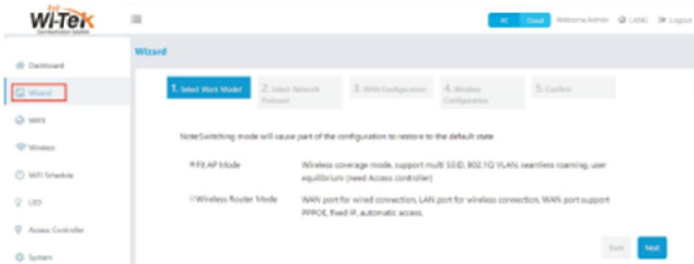 Wi-Tek
AC Cloud Welcome Admin LANG Logout
Wizard
Dashboard
Wizard
WAN
Wireless
WiFi Schedule
LED
Access Controller
System
1. Select Work Model
2. Select Network Protocol
3. WAN Configuration
4. Wireless Configuration
5. Confirm
Note:Switching mode will cause part of the configuration to restore to the default state
Fit AP Mode
Wireless coverage mode, support multi SSID, 802.1Q VLAN, seamless roaming, user
equilibrium (need Access controller)
Wireless Router Mode
WAN port for wired connection, LAN port for wireless connection, WAN port support
PPPOE, fixed IP, automatic access.
Back Next